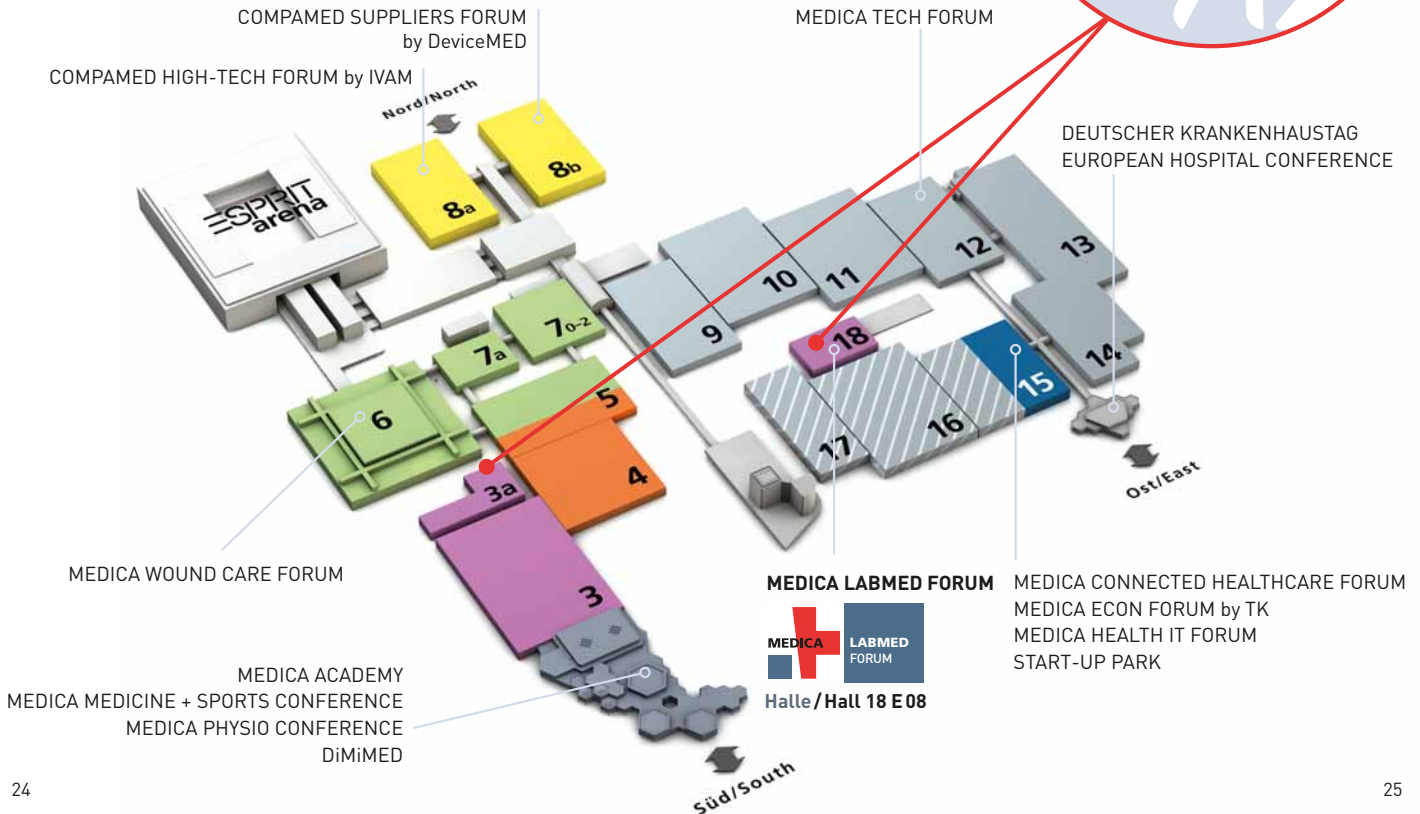 COMPAMED SUPPLIERS FORUM
by DeviceMED
MEDICA TECH FORUM
COMPAMED HIGH-TECH FORUM by IVAM
Nord/North
DEUTSCHER KRANKENHAUSTAG
EUROPEAN HOSPITAL CONFERENCE
8b
8a
ESPRIT
arena
13
12
11
10
9
18
7 0-2
7a
14
15
5
6
16
17
4
3a
Ost/East
MEDICA WOUND CARE FORUM
3
MEDICA LABMED FORUM
MEDICA
LABMED
FORUM
Halle/Hall 18 E 08
MEDICA CONNECTED HEALTHCARE FORUM
MEDICA ECON FORUM by TK
MEDICA HEALTH IT FORUM
START-UP PARK
MEDICA ACADEMY
MEDICA MEDICINE + SPORTS CONFERENCE
MEDICA PHYSIO CONFERENCE
DiMiMED
Süd/South
24
25